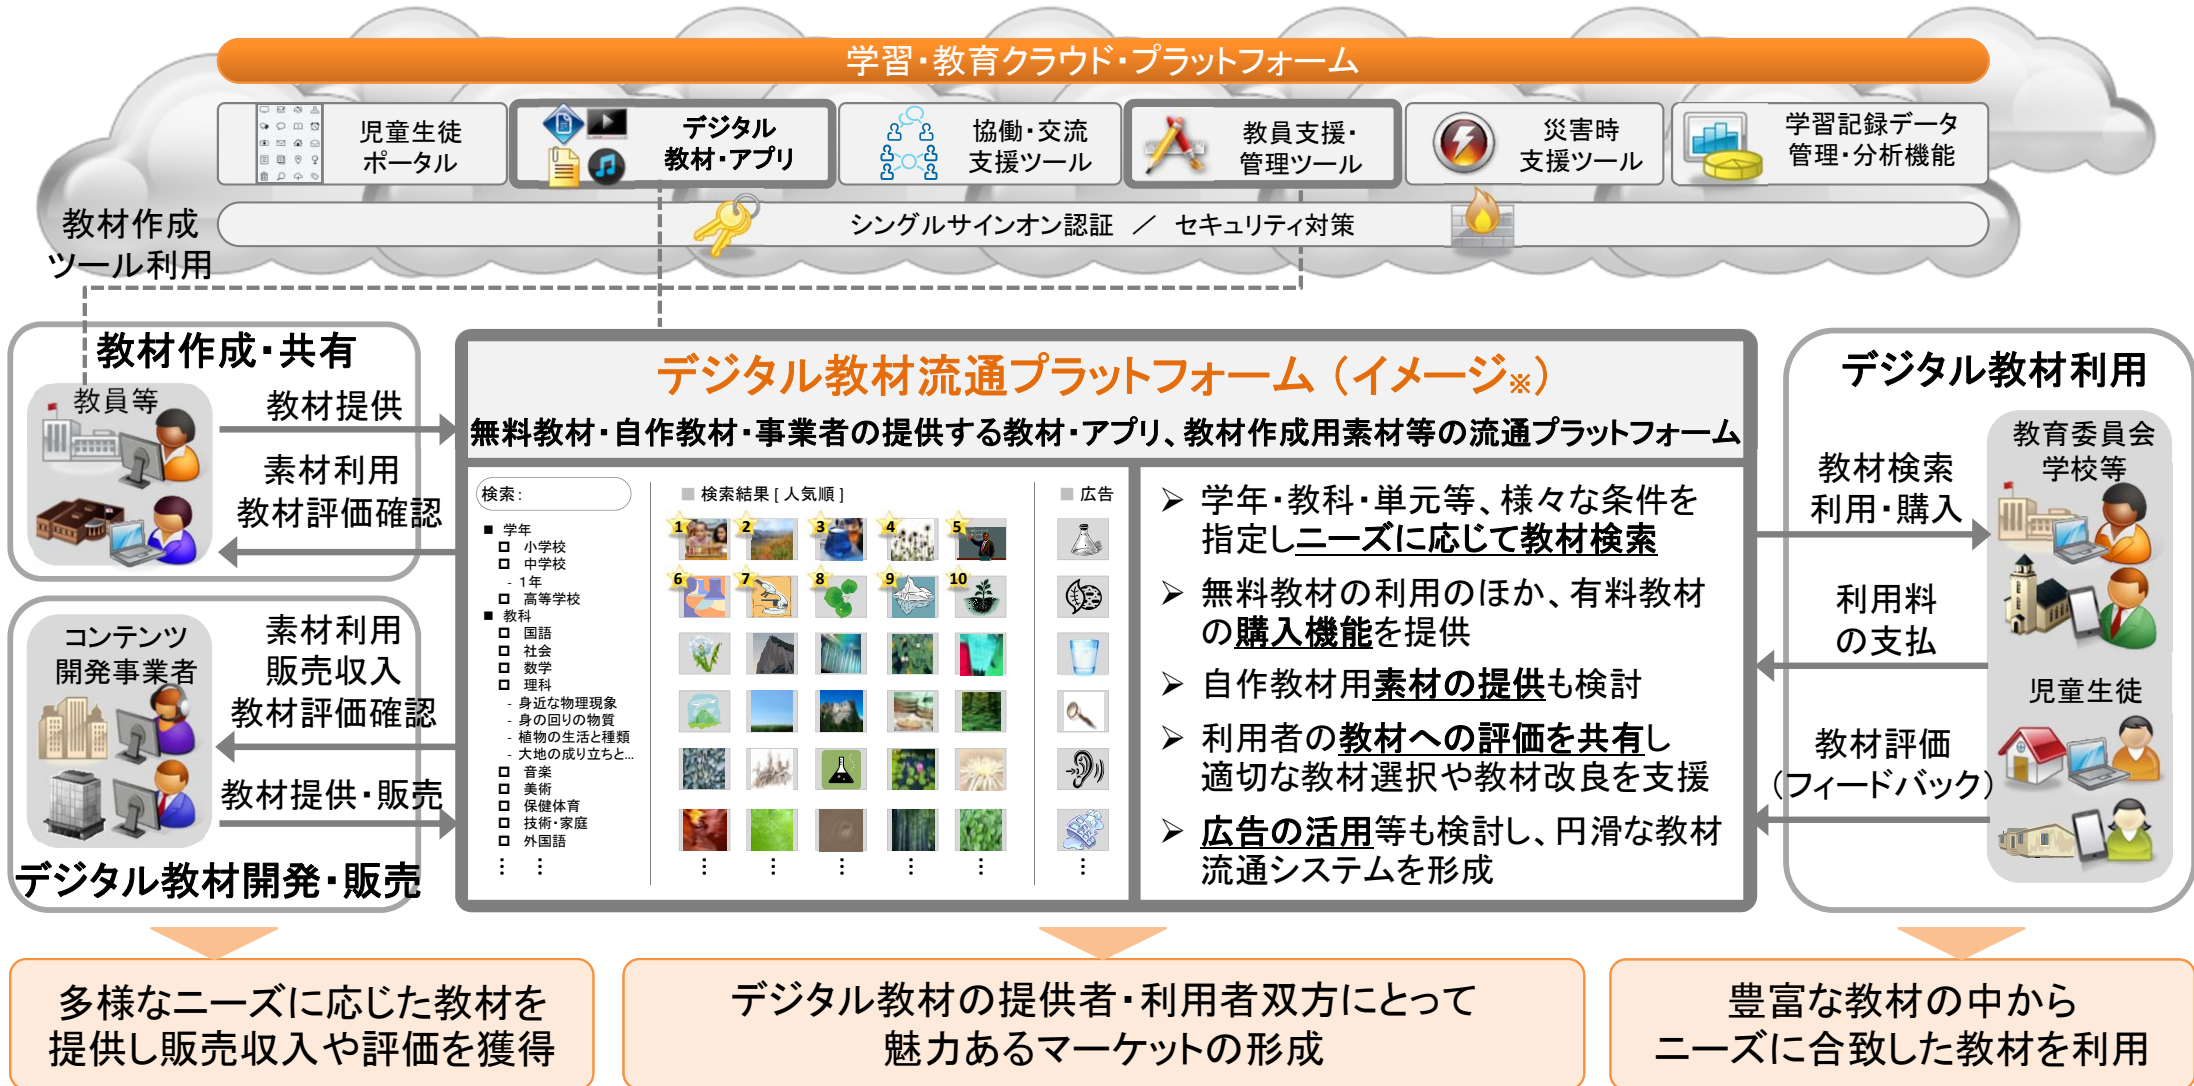 学習・教育クラウド・プラットフォーム
児童生徒
ポータル
デジタル
教材・アプリ
協働・交流
支援ツール
教員支援・
管理ツール
災害時
支援ツール
学習記録データ
管理・分析機能
シングルサインオン認証 ／ セキュリティ対策
教材作成
ツール利用
教材作成・共有
教員等
教材提供
素材利用
教材評価確認
コンテンツ
開発事業者
素材利用
販売収入
教材評価確認
教材提供・販売
デジタル教材開発・販売
デジタル教材流通プラットフォーム（イメージ※）
無料教材・自作教材・事業者の提供する教材・アプリ、教材作成用素材等の流通プラットフォーム
検索：
■ 学年
小学校
中学校
- 1年
高等学校
■ 教科
国語
社会
数学
理科
- 身近な物理現象
- 身の回りの物質
- 植物の生活と種類
- 大地の成り立ちと...
音楽
美術
保健体育
技術・家庭
外国語
⋮ ⋮
■ 検索結果 [ 人気順 ]
1 2 3 4 5
6 7 8 9 10
⋮ ⋮ ⋮ ⋮ ⋮
■ 広告
⋮
➢ 学年・教科・単元等、様々な条件を
指定しニーズに応じて教材検索
➢ 無料教材の利用のほか、有料教材
の購入機能を提供
➢ 自作教材用素材の提供も検討
➢ 利用者の教材への評価を共有し
適切な教材選択や教材改良を支援
➢ 広告の活用等も検討し、円滑な教材
流通システムを形成
デジタル教材利用
教育委員会
学校等
教材検索
利用・購入
利用料
の支払
児童生徒
教材評価
（フィードバック）
多様なニーズに応じた教材を
提供し販売収入や評価を獲得
デジタル教材の提供者・利用者双方にとって
魅力あるマーケットの形成
豊富な教材の中から
ニーズに合致した教材を利用